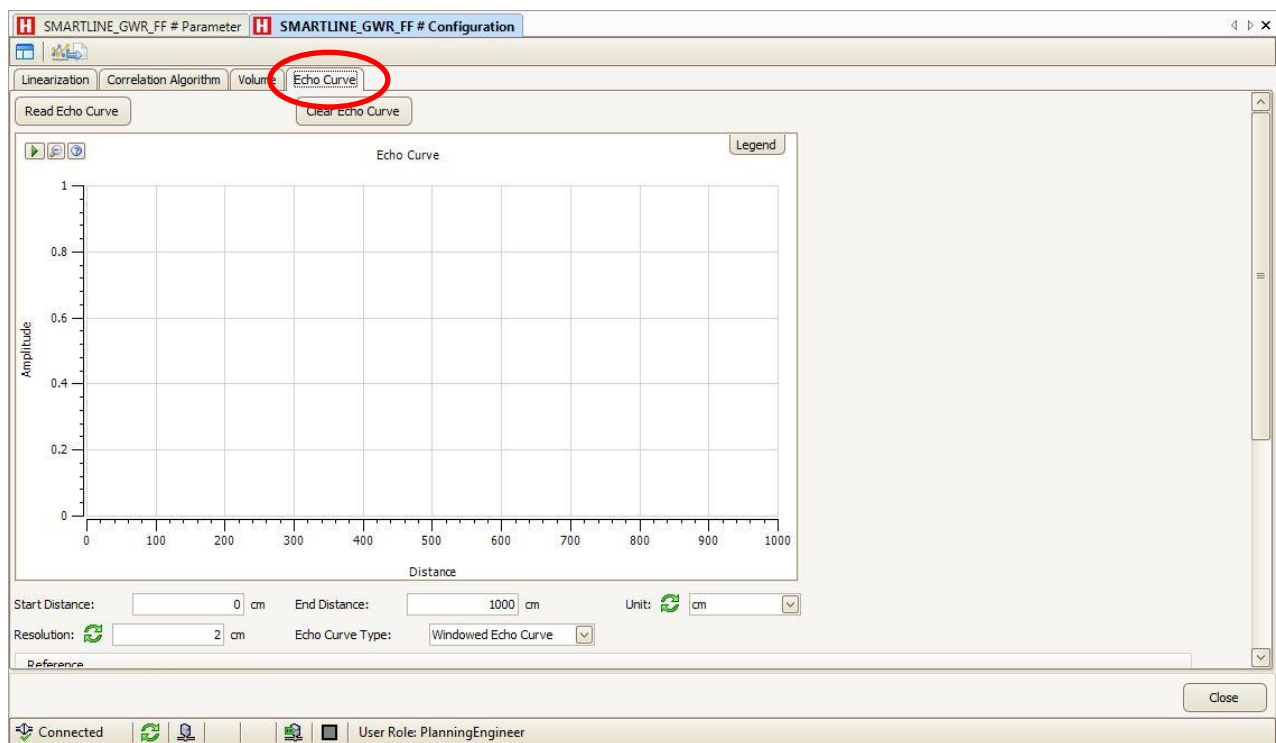 H SMARTLINE_GWR_FF # Parameter H SMARTLINE_GWR_FF # Configuration
Linearization Correlation Algorithm Volume Echo Curve
Read Echo Curve Clear Echo Curve
Legend
Echo Curve
1
0.8
0.6
0.4
0.2
0
Amplitude
0 100 200 300 400 500 600 700 800 900 1000
Distance
Start Distance: 0 cm End Distance: 1000 cm Unit: cm
Resolution: 2 cm Echo Curve Type: Windowed Echo Curve
Reference
Close
Connected User Role: PlanningEngineer